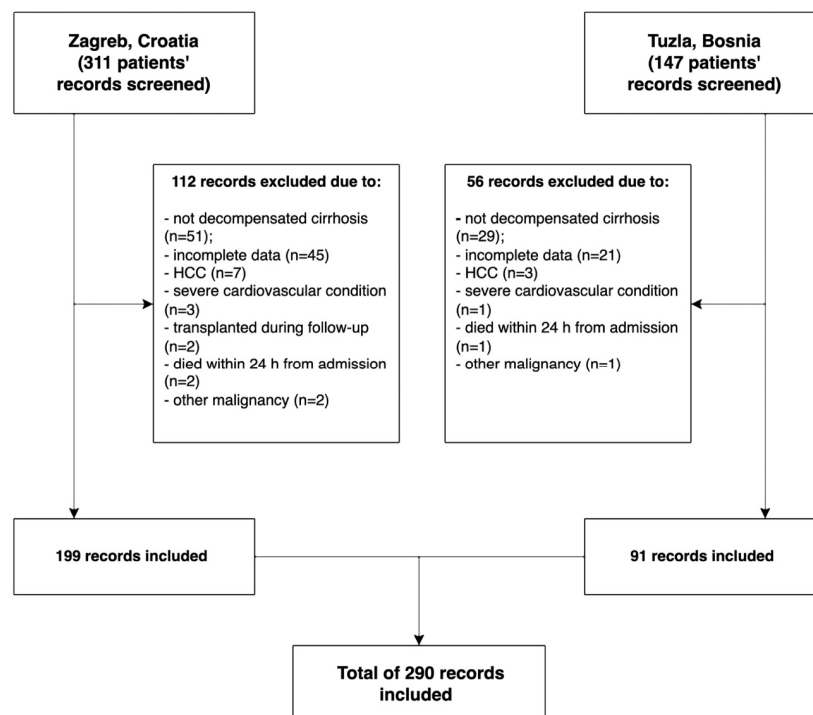 Zagreb, Croatia
(311 patients'
records screened)
Tuzla, Bosnia
(147 patients'
records screened)
112 records excluded due to:
- not decompensated cirrhosis
(n=51);
- incomplete data (n=45)
- HCC (n=7)
- severe cardiovascular condition
(n=3)
- transplanted during follow-up
(n=2)
- died within 24 h from admission
(n=2)
- other malignancy (n=2)
56 records excluded due to:
- not decompensated cirrhosis
(n=29);
- incomplete data (n=21)
- HCC (n=3)
- severe cardiovascular condition
(n=1)
- died within 24 h from admission
(n=1)
- other malignancy (n=1)
199 records included
91 records included
Total of 290 records
included